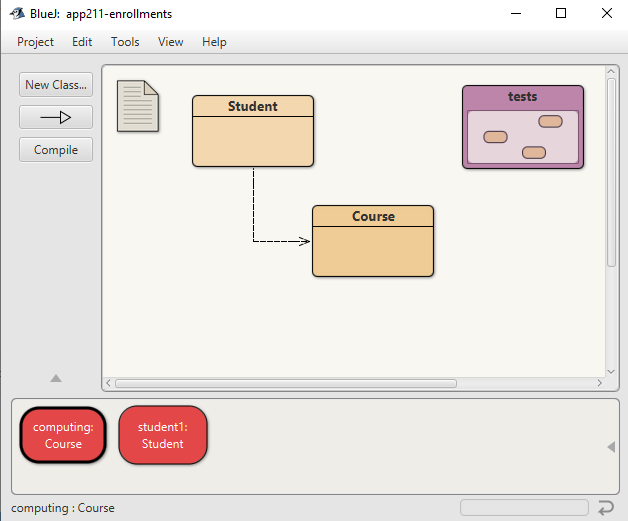 BlueJ: app211-enrollments
Project Edit Tools View Help
New Class...
Compile
Student
tests
Course
computing:
Course
student1:
Student
computing : Course